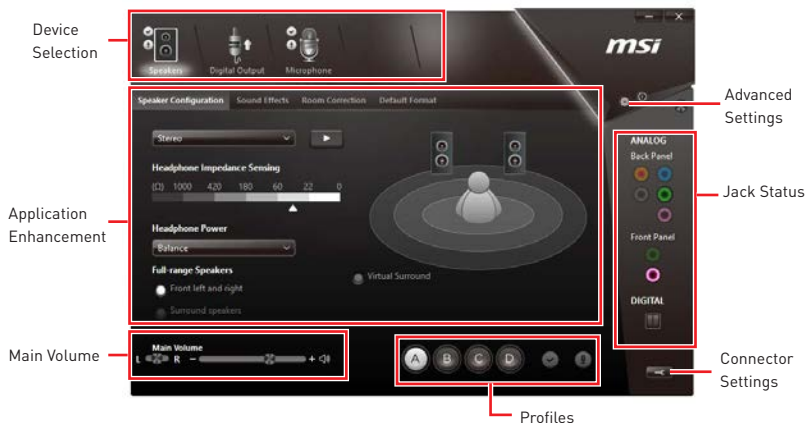 Device
Selection
msi
Speakers
Digital Output
Microphone
Speaker Configuration
Sound Effects
Room Correction
Default Format
Advanced
Settings
Stereo
ANALOG
Back Panel
Headphone Impedance Sensing
(Ω) 1000 420 180 60 22 0
Jack Status
Application
Enhancement
Headphone Power
Balance
Front Panel
Full-range Speakers
Front left and right
Virtual Surround
Surround speakers
DIGITAL
Main Volume
Main Volume
L R - +
A B C D
Connector
Settings
Profiles